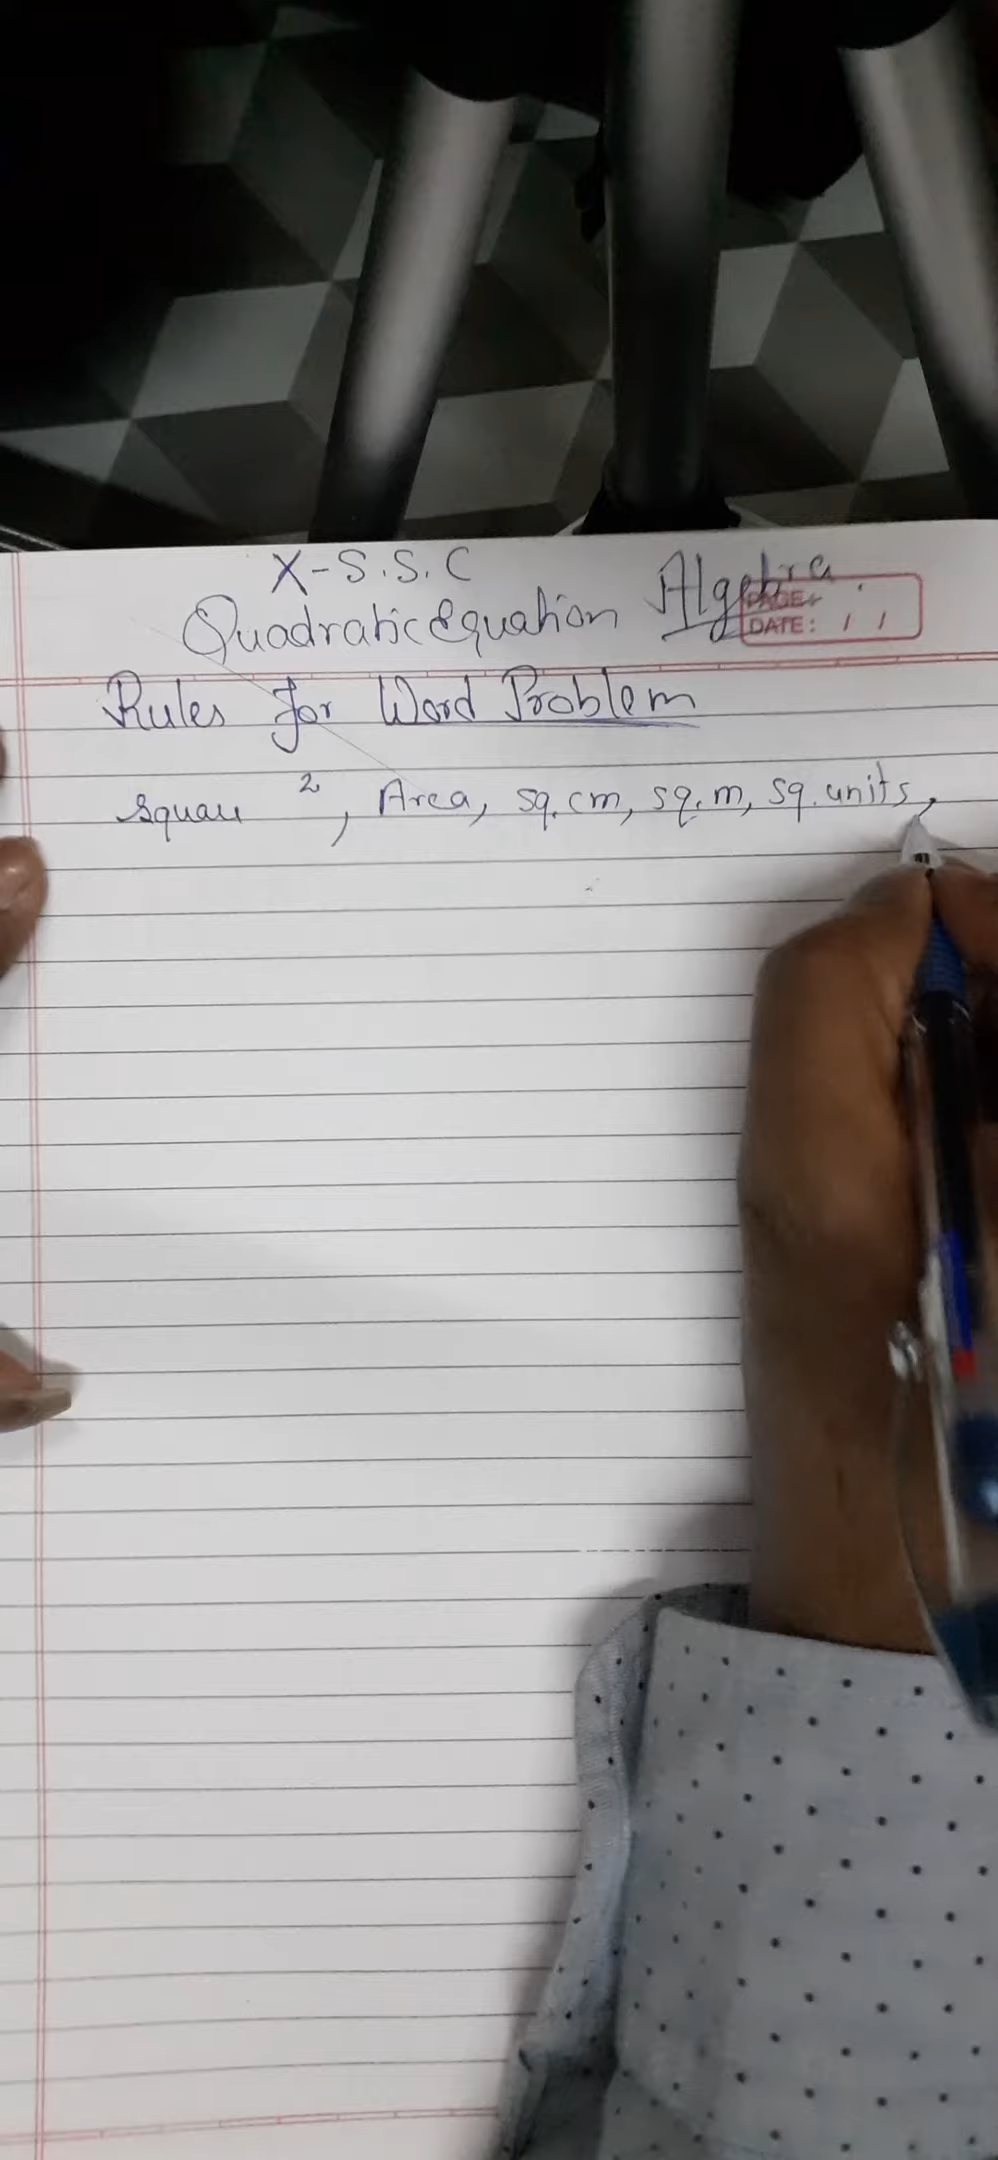 X-S.S.C
Quadratic Equation Algebra
PAGE:
DATE: / /
Rules for Word Problem
square ², Area, sq.cm, sq.m, sq.units,